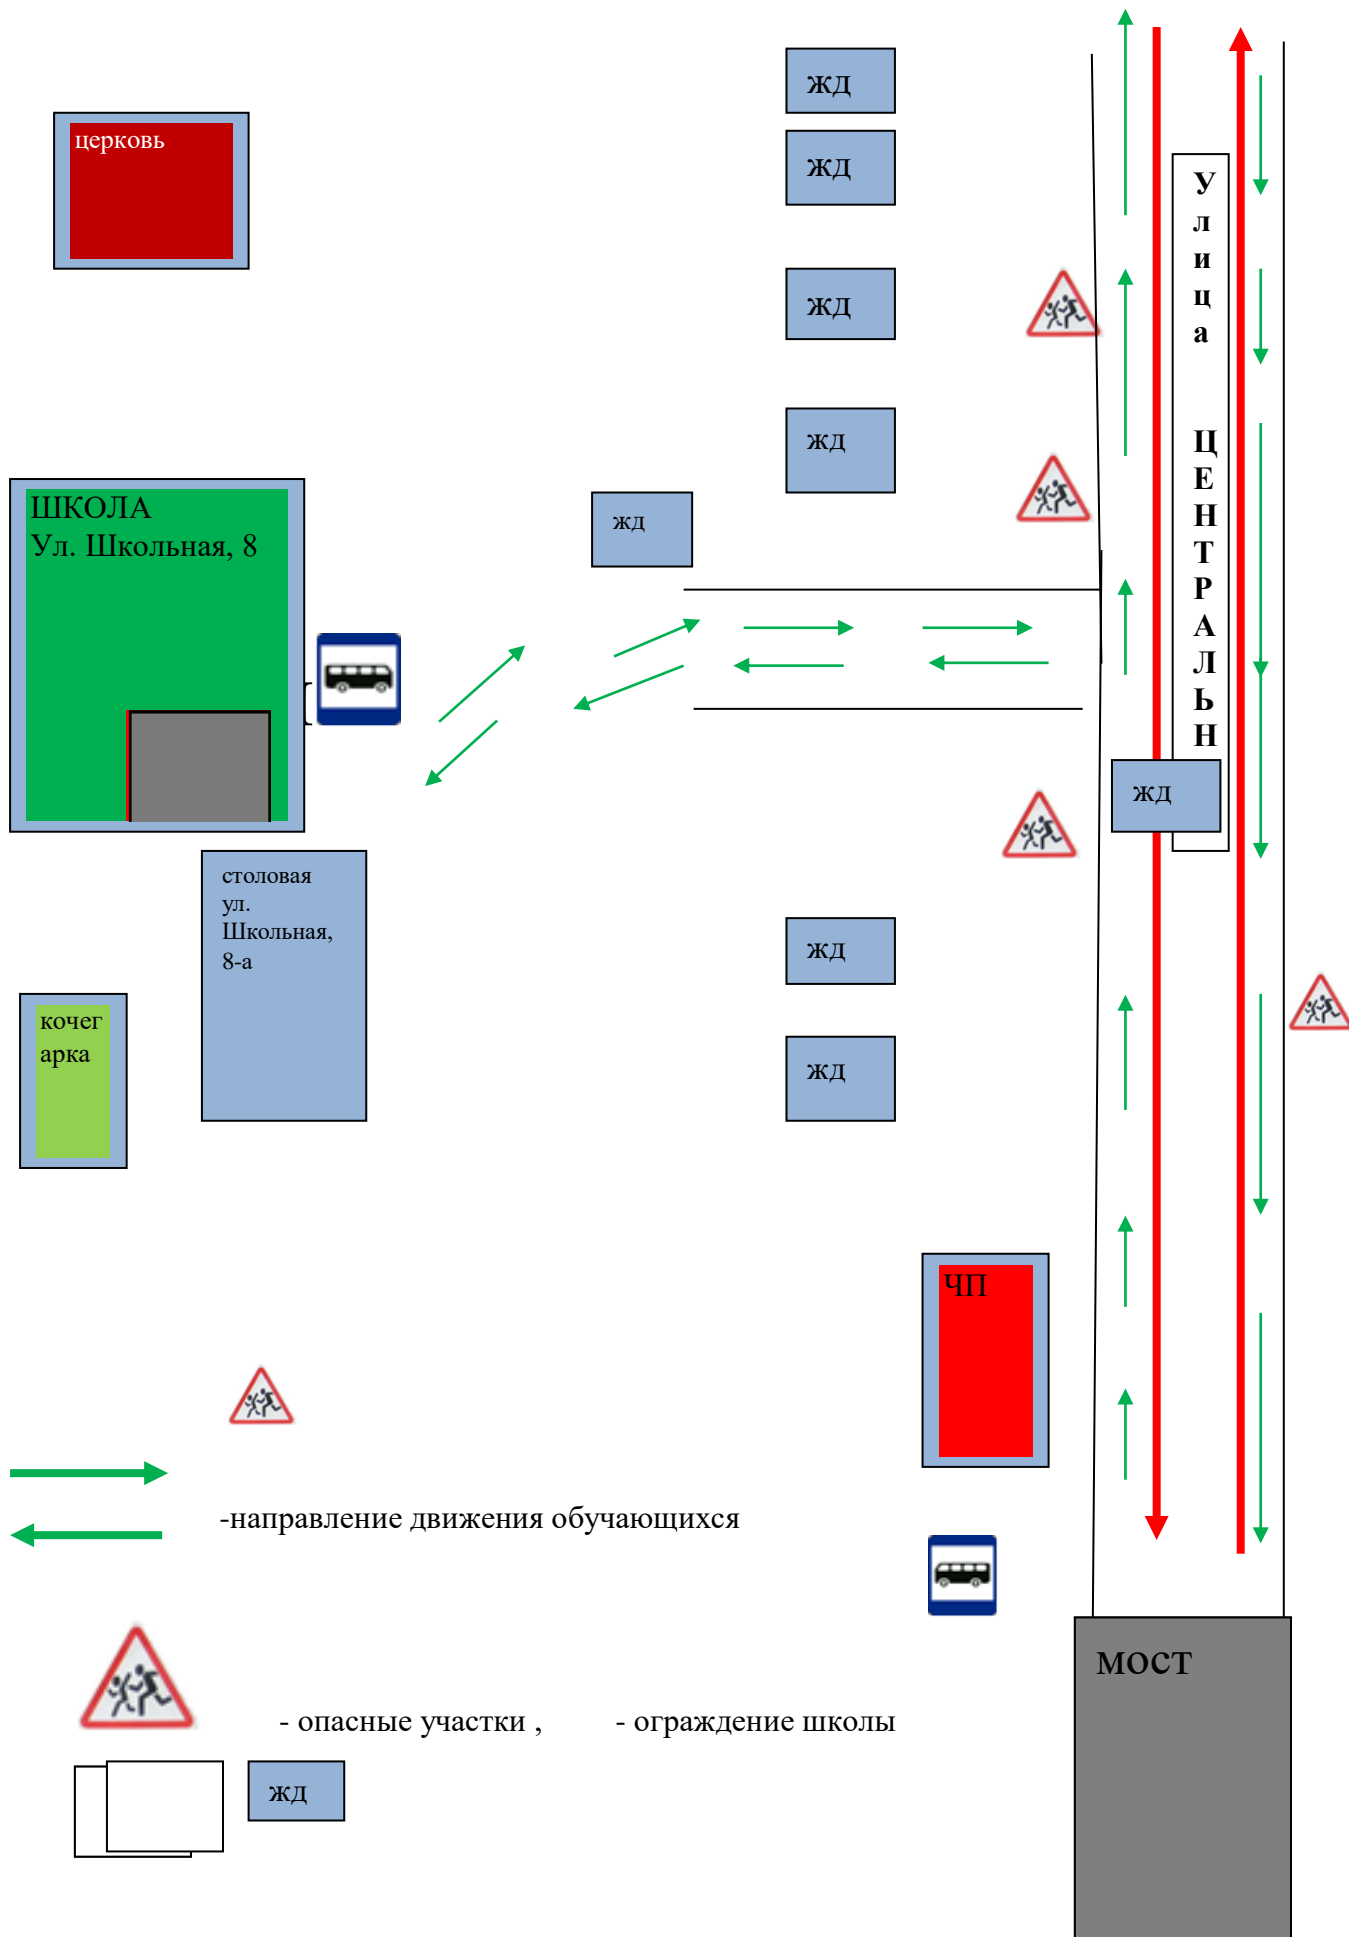 жд
церковь
жд
Улица ЦЕНТРАЛЬН
жд
жд
ШКОЛА
Ул. Школьная, 8
жд
жд
столовая
ул.
Школьная,
8-а
жд
кочег
арка
жд
ЧП
-направление движения обучающихся
мост
- опасные участки , - ограждение школы
жд